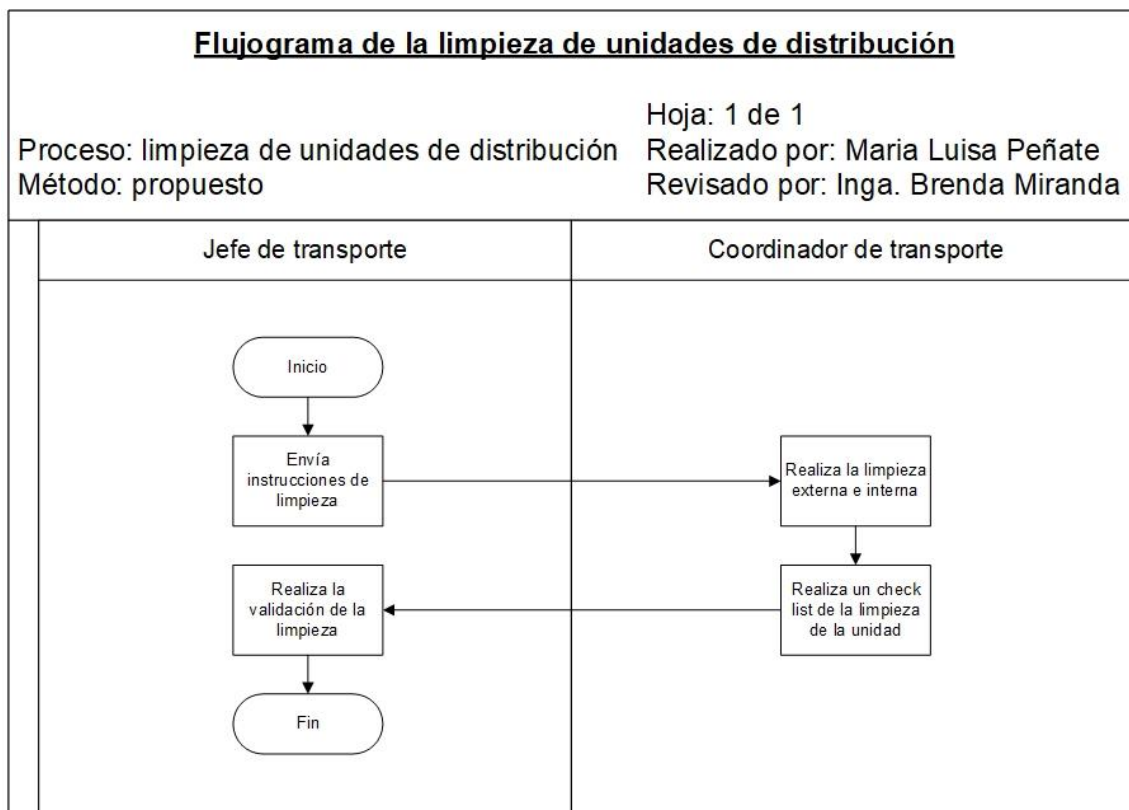 Flujograma de la limpieza de unidades de distribución
Hoja: 1 de 1
Proceso: limpieza de unidades de distribución
Realizado por: Maria Luisa Peñate
Método: propuesto
Revisado por: Inga. Brenda Miranda
Jefe de transporte
Coordinador de transporte
Inicio
Envía
instrucciones de
limpieza
Realiza la limpieza
externa e interna
Realiza un check
list de la limpieza
de la unidad
Realiza la
validación de la
limpieza
Fin